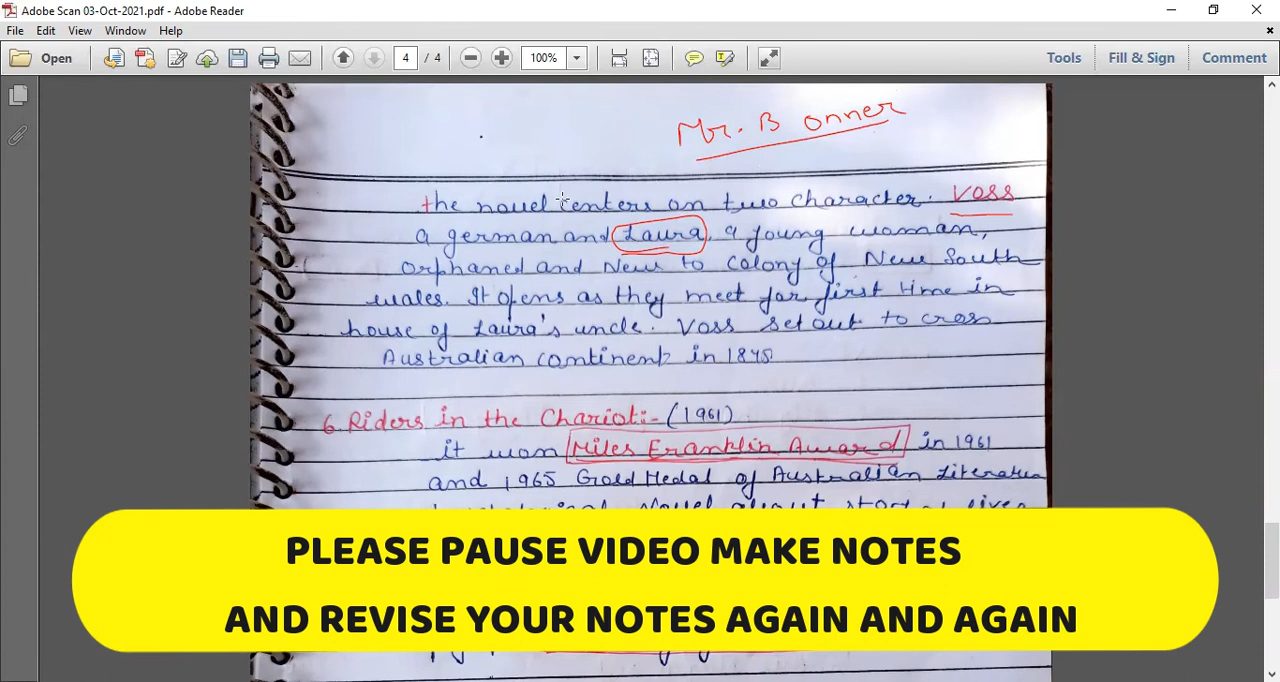 Adobe Scan 03-Oct-2021.pdf - Adobe Reader
File Edit View Window Help
Open 4 / 4 100% Tools Fill & Sign Comment
Mr. Bonner
the novel centers on two character. Voss
a german and Laura, a young woman,
orphaned and New to colony of New South
wales. It opens as they meet for first time in
house of Laura's uncle. Voss set out to cross
Australian continent in 1845
6. Riders in the Chariot:- (1961)
it won Miles Franklin Award in 1961
and 1965 Gold Medal of Australian Literature
Novel about story lives
PLEASE PAUSE VIDEO MAKE NOTES
AND REVISE YOUR NOTES AGAIN AND AGAIN